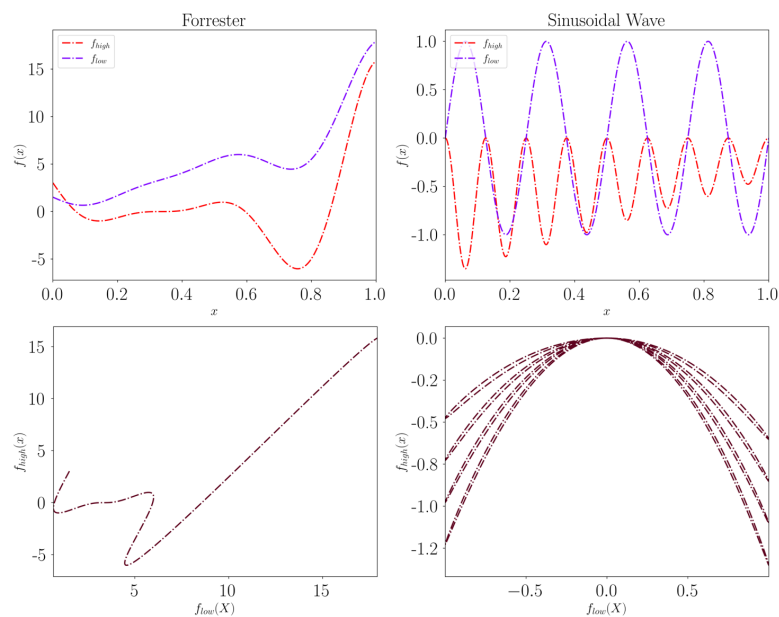 Forrester
f_high
f_low
15
10
5
0
-5
f(x)
0.0 0.2 0.4 0.6 0.8 1.0
x
Sinusoidal Wave
f_high
f_low
1.0
0.5
0.0
-0.5
-1.0
f(x)
0.0 0.2 0.4 0.6 0.8 1.0
x
15
10
5
0
-5
f_high(x)
5 10 15
f_low(X)
0.0
-0.2
-0.5
-0.8
-1.0
-1.2
f_high(x)
−0.5 0.0 0.5
f_low(X)